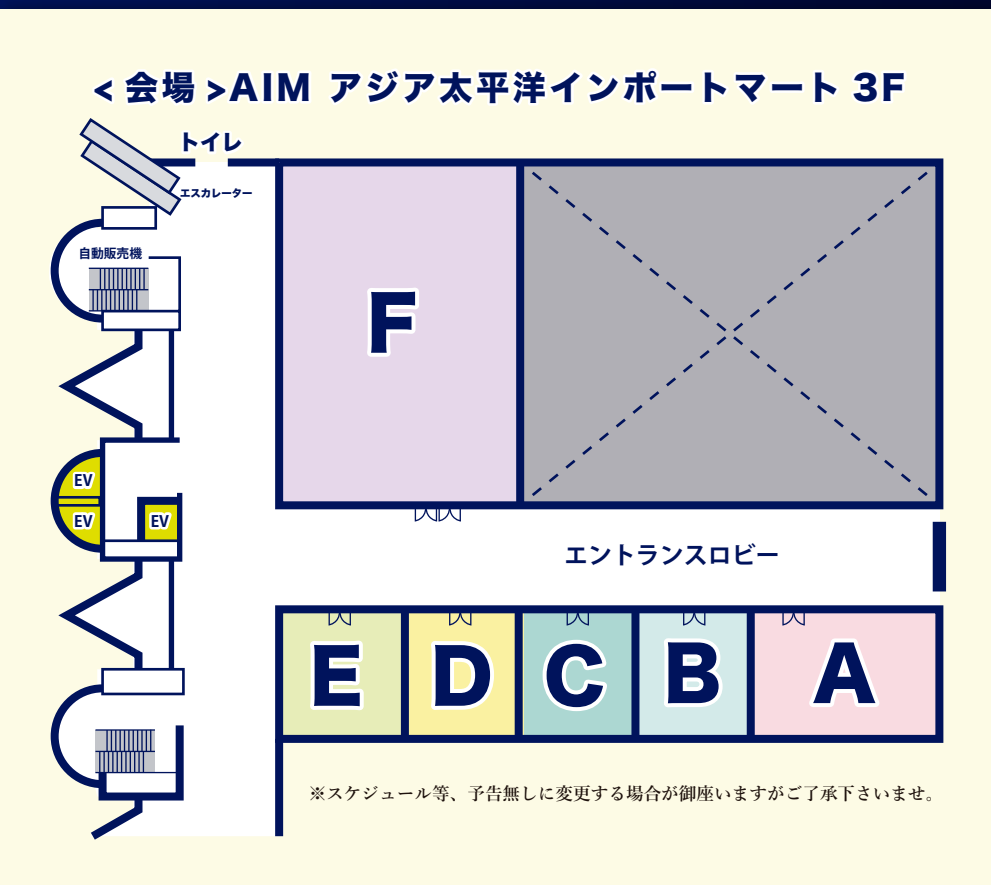 <会場>AIM アジア太平洋インポートマート 3F
トイレ
エスカレーター
自動販売機
F
EV
EV
EV
エントランスロビー
E
D
C
B
A
※スケジュール等、予告無しに変更する場合が御座いますがご了承下さいませ。